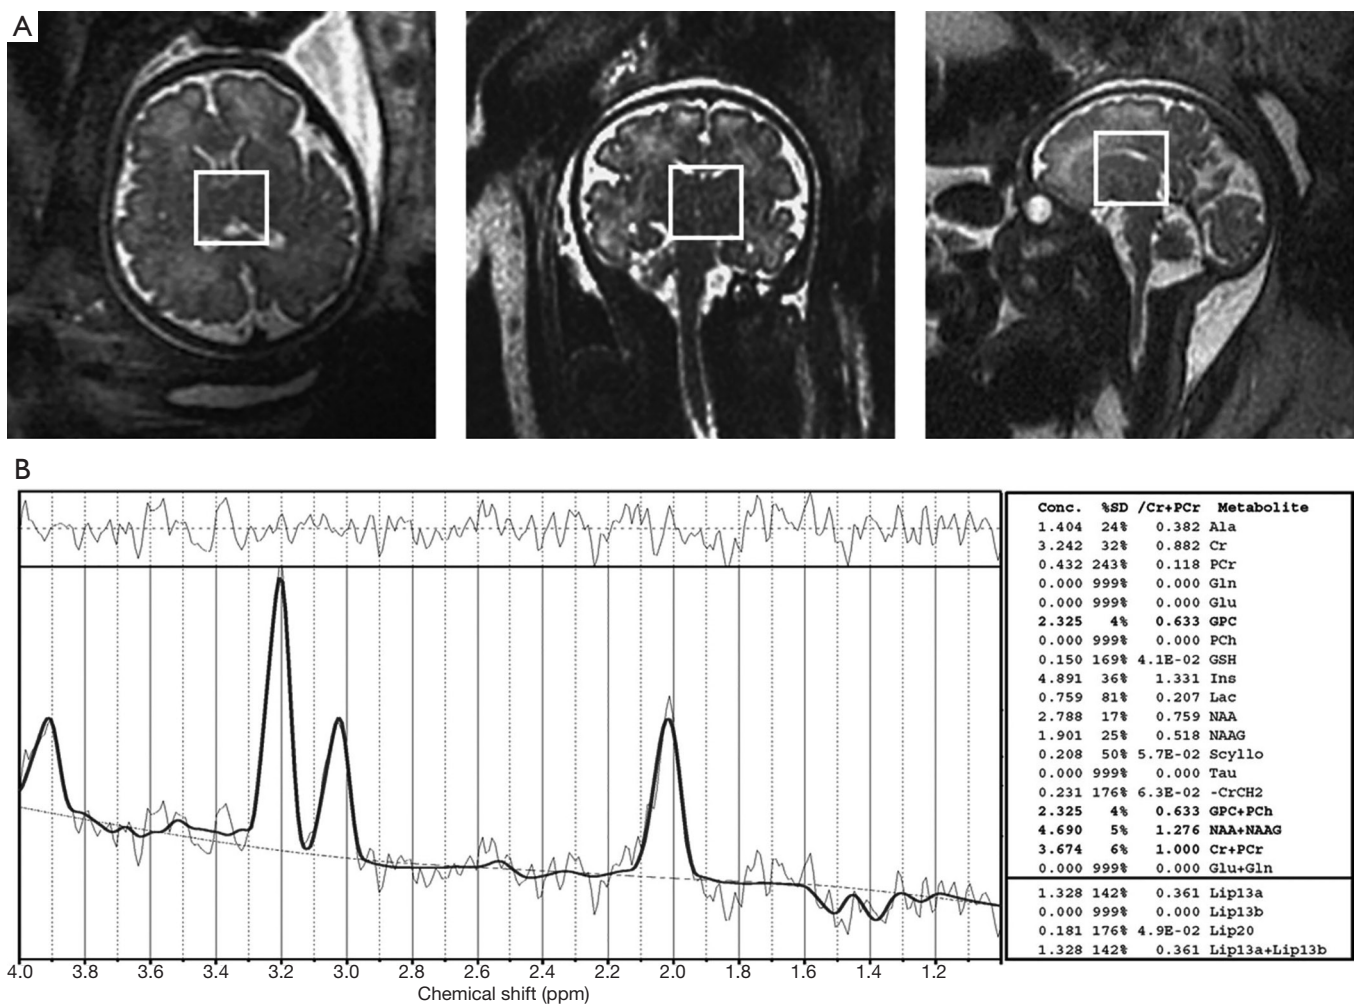 A
B
Conc. %SD /Cr+PCr Metabolite
1.404 24% 0.382 Ala
3.242 32% 0.882 Cr
0.432 243% 0.118 PCr
0.000 999% 0.000 Gln
0.000 999% 0.000 Glu
2.325 4% 0.633 GPC
0.000 999% 0.000 PCh
0.150 169% 4.1E-02 GSH
4.891 36% 1.331 Ins
0.759 81% 0.207 Lac
2.788 17% 0.759 NAA
1.901 25% 0.518 NAAG
0.208 50% 5.7E-02 Scyllo
0.000 999% 0.000 Tau
0.231 176% 6.3E-02 -CrCH2
2.325 4% 0.633 GPC+PCh
4.690 5% 1.276 NAA+NAAG
3.674 6% 1.000 Cr+PCr
0.000 999% 0.000 Glu+Gln
1.328 142% 0.361 Lip13a
0.000 999% 0.000 Lip13b
0.181 176% 4.9E-02 Lip20
1.328 142% 0.361 Lip13a+Lip13b
4.0 3.8 3.6 3.4 3.2 3.0 2.8 2.6 2.4 2.2 2.0 1.8 1.6 1.4 1.2
Chemical shift (ppm)